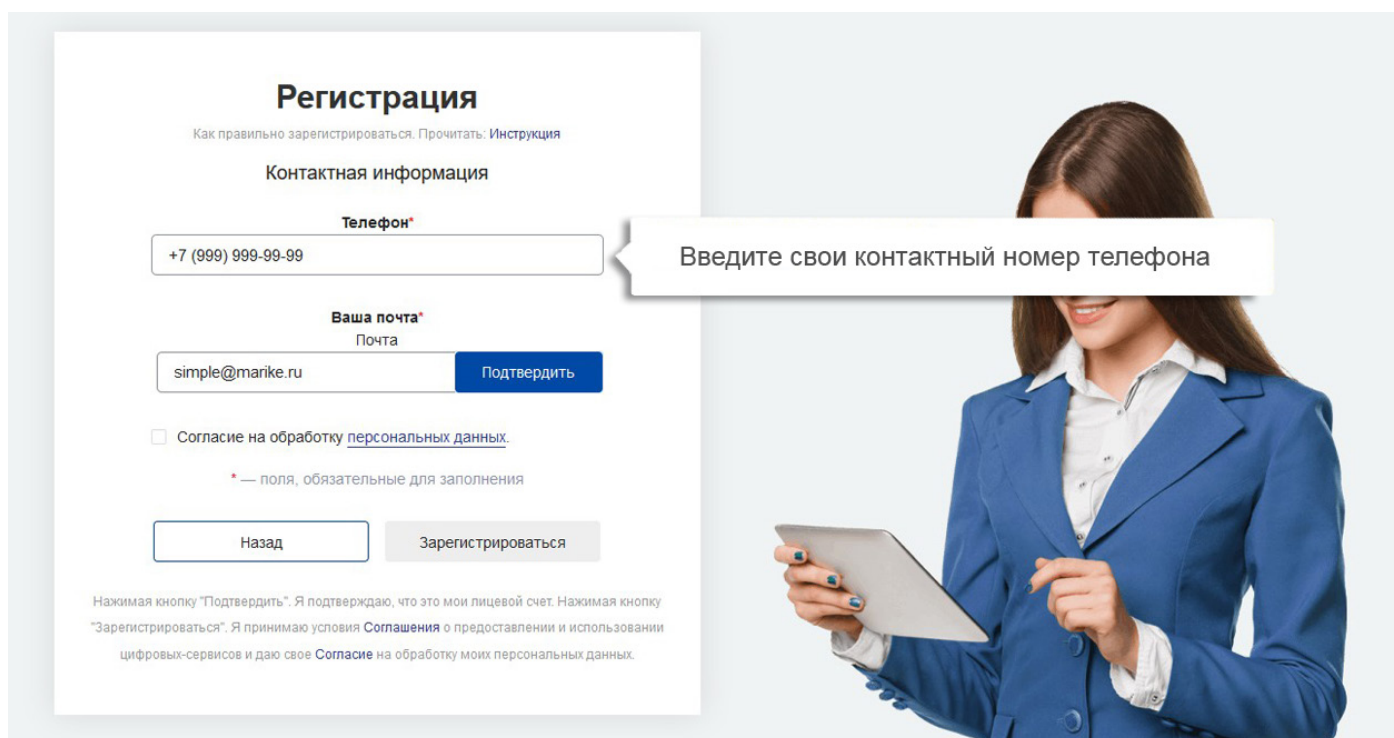 Регистрация
Как правильно зарегистрироваться. Прочитать: Инструкция
Контактная информация
Телефон*
+7 (999) 999-99-99
Введите свои контактный номер телефона
Ваша почта*
Почта
simple@marike.ru
Подтвердить
Согласие на обработку персональных данных.
* — поля, обязательные для заполнения
Назад
Зарегистрироваться
Нажимая кнопку "Подтвердить". Я подтверждаю, что это мои лицевой счет. Нажимая кнопку
"Зарегистрироваться". Я принимаю условия Соглашения о предоставлении и использовании
цифровых-сервисов и даю свое Согласие на обработку моих персональных данных.